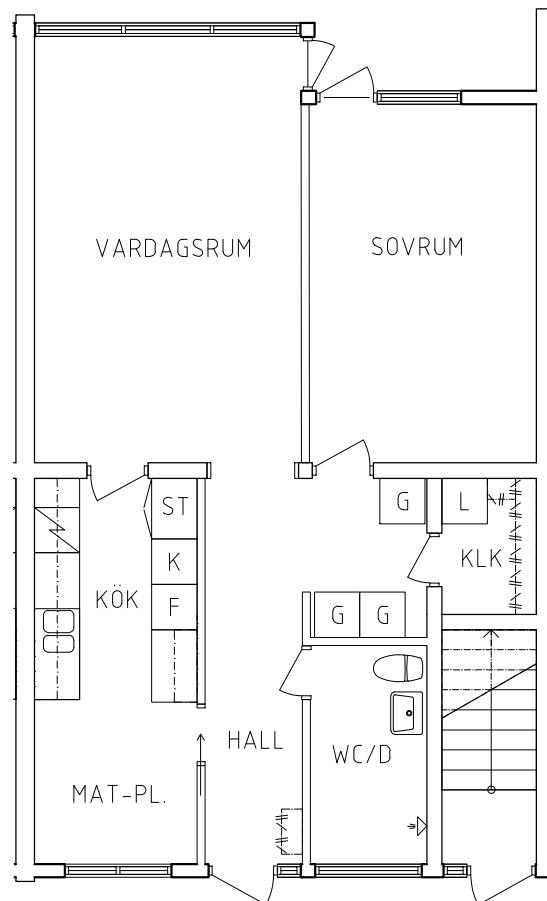 VARDAGSRUM
SOVRUM
ST
G
L
K
KLK
KÖK
F
G
G
HALL
WC/D
MAT-PL.